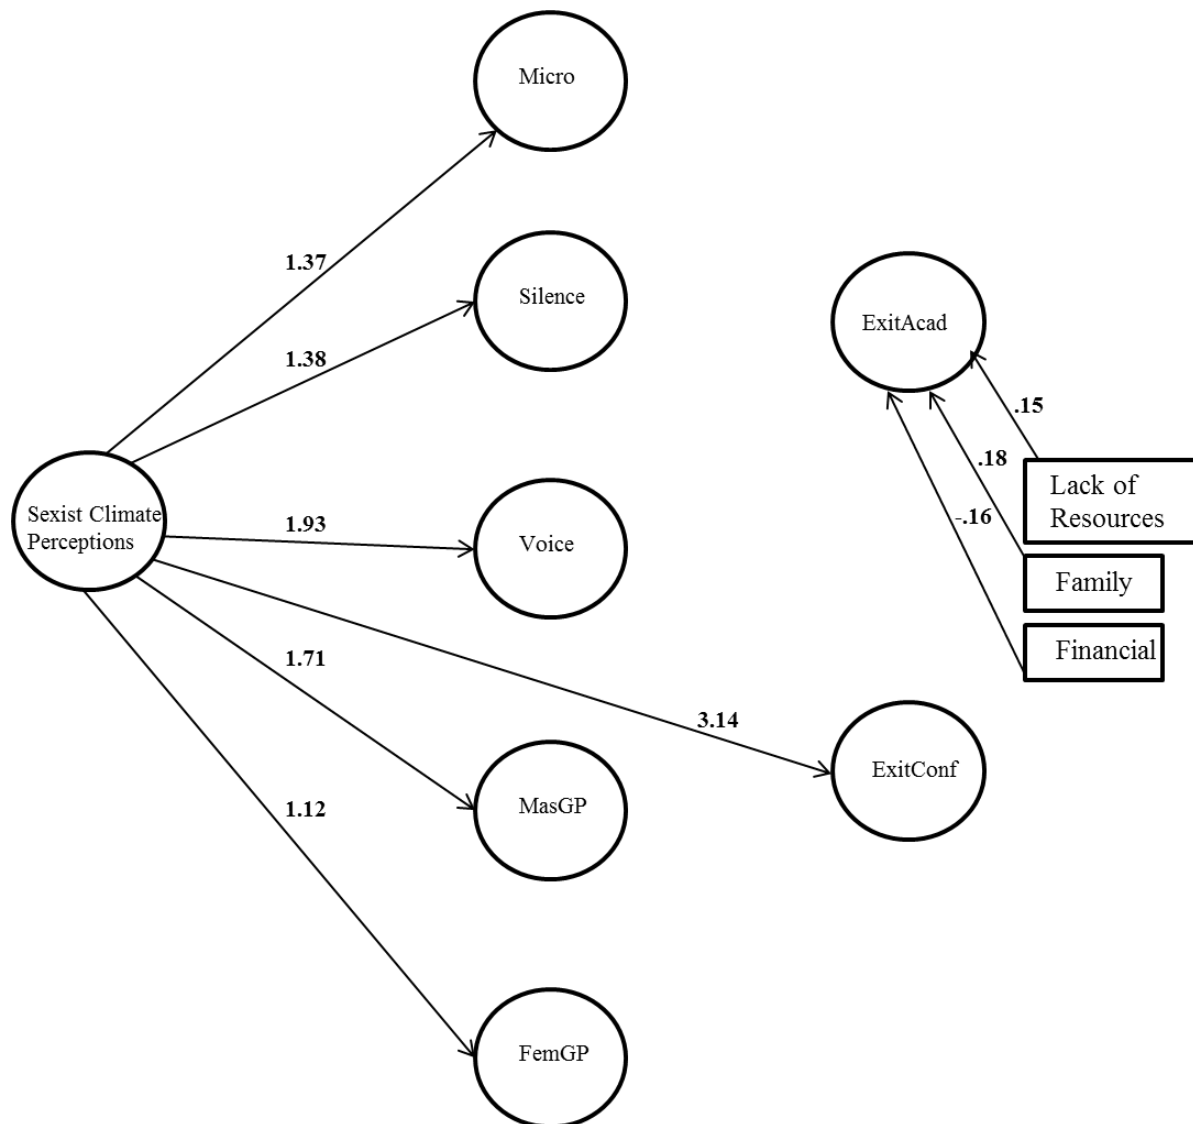 Micro
1.37
Silence
1.38
ExitAcad
.15
.18
-.16
Lack of
Resources
Family
Financial
Sexist Climate
Perceptions
1.93
Voice
1.71
3.14
MasGP
ExitConf
1.12
FemGP